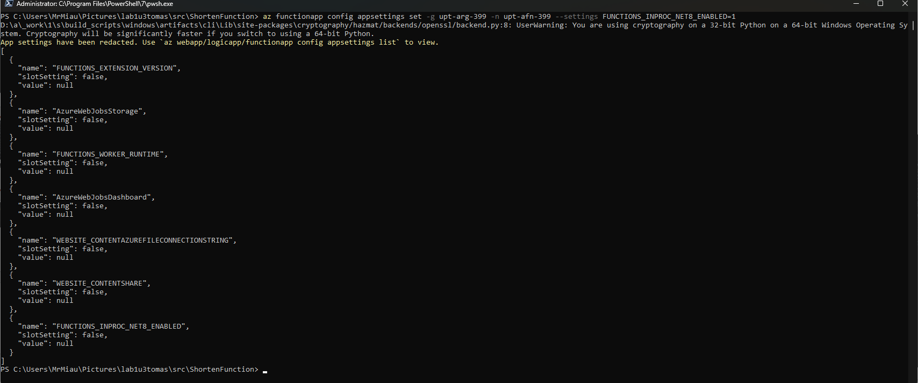 Administrator: C:\Program Files\PowerShell\7\pwsh.exe
PS C:\Users\MrMiau\Pictures\lab1u3tomas\src\ShortenFunction> az functionapp config appsettings set -g upt-arg-399 -n upt-afn-399 --settings FUNCTIONS_INPROC_NET8_ENABLED=1
D:\a\_work\1\s\build_scripts\windows\artifacts\cli\Lib\site-packages\cryptography/hazmat/backends/openssl/backend.py:8: UserWarning: You are using cryptography on a 32-bit Python on a 64-bit Windows Operating Sy
stem. Cryptography will be significantly faster if you switch to using a 64-bit Python.
App settings have been redacted. Use `az webapp/logicapp/functionapp config appsettings list` to view.
[
  {
    "name": "FUNCTIONS_EXTENSION_VERSION",
    "slotSetting": false,
    "value": null
  },
  {
    "name": "AzureWebJobsStorage",
    "slotSetting": false,
    "value": null
  },
  {
    "name": "FUNCTIONS_WORKER_RUNTIME",
    "slotSetting": false,
    "value": null
  },
  {
    "name": "AzureWebJobsDashboard",
    "slotSetting": false,
    "value": null
  },
  {
    "name": "WEBSITE_CONTENTAZUREFILECONNECTIONSTRING",
    "slotSetting": false,
    "value": null
  },
  {
    "name": "WEBSITE_CONTENTSHARE",
    "slotSetting": false,
    "value": null
  },
  {
    "name": "FUNCTIONS_INPROC_NET8_ENABLED",
    "slotSetting": false,
    "value": null
  }
]
PS C:\Users\MrMiau\Pictures\lab1u3tomas\src\ShortenFunction>